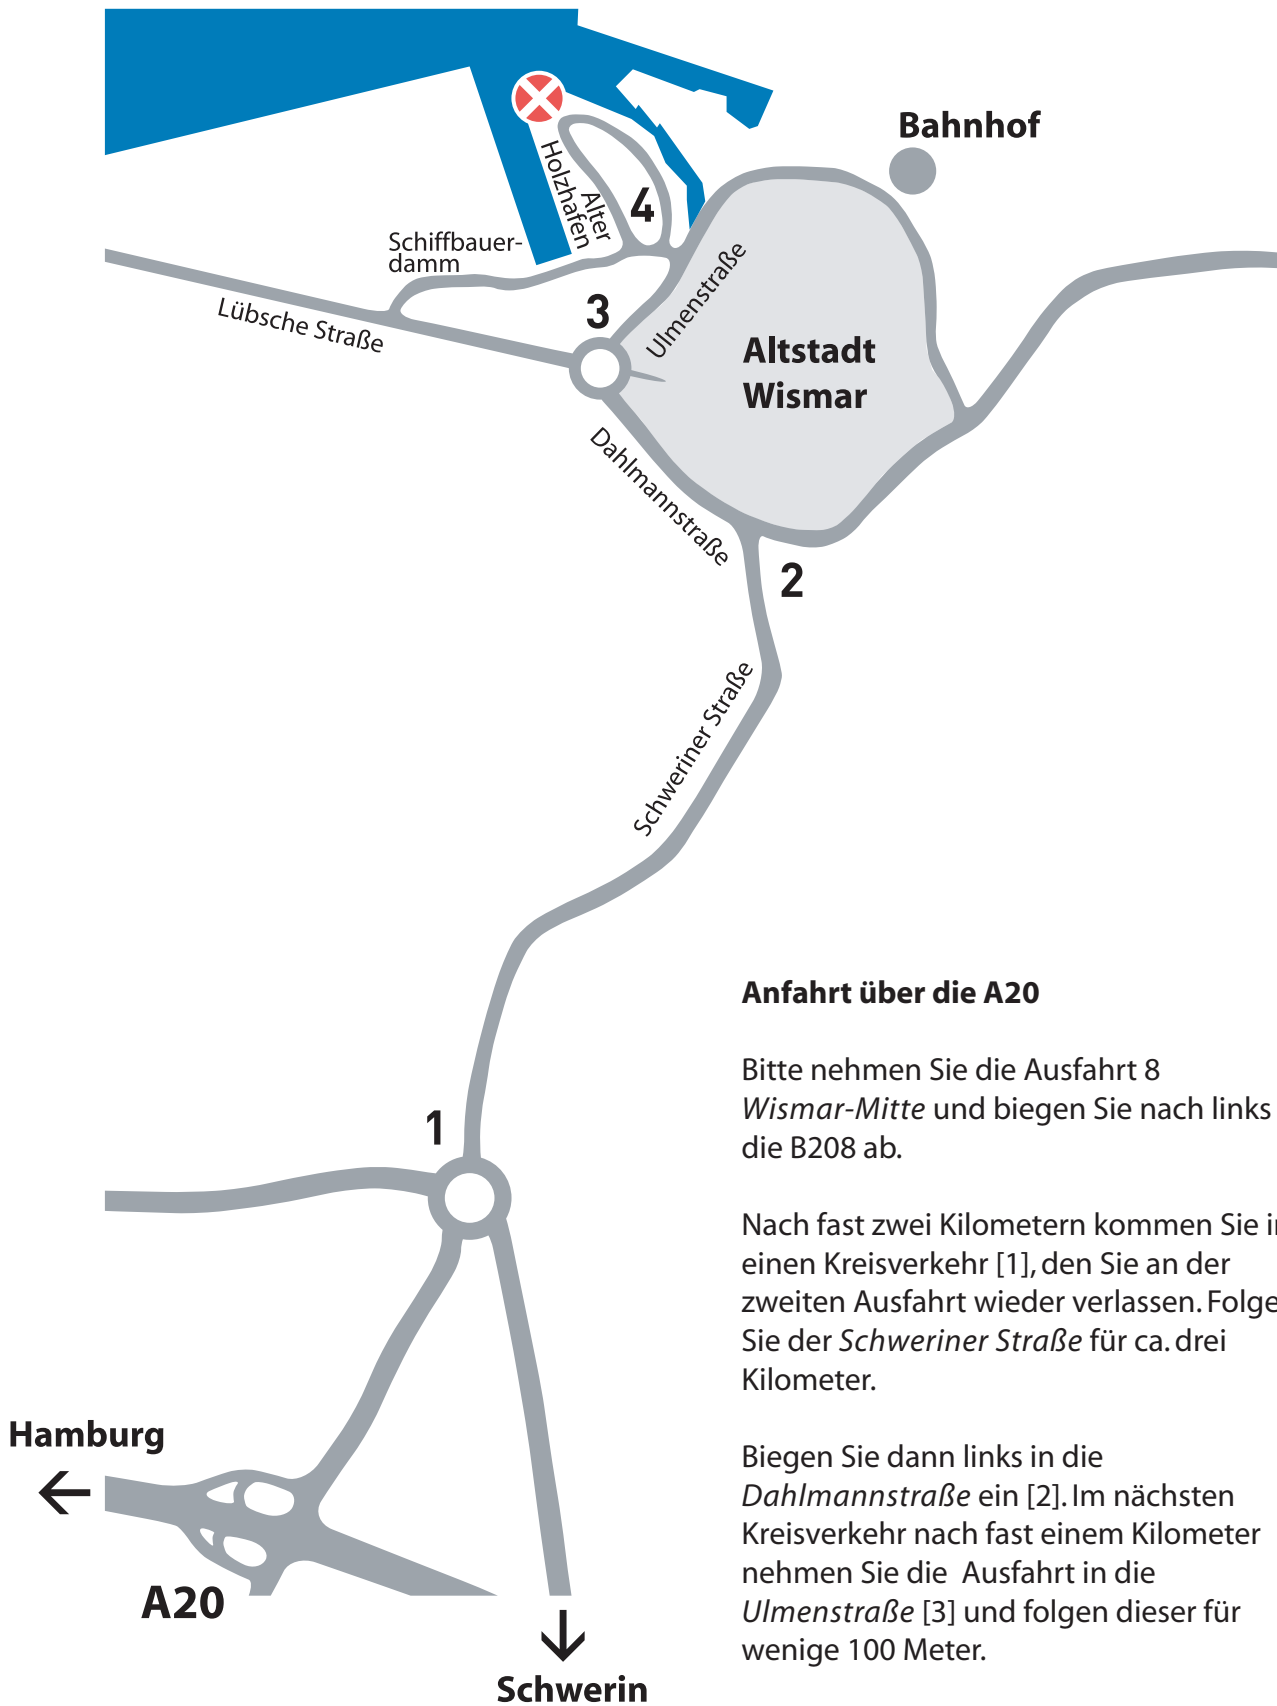 Bahnhof
Alter
Holzhafen
4
Schiffbauer-
damm
Lübsche Straße
3
Ulmenstraße
Altstadt
Wismar
Dahlmannstraße
2
Schweriner Straße
1
Hamburg
A20
Schwerin
Anfahrt über die A20
Bitte nehmen Sie die Ausfahrt 8
Wismar-Mitte und biegen Sie nach links
die B208 ab.
Nach fast zwei Kilometern kommen Sie
einen Kreisverkehr [1], den Sie an der
zweiten Ausfahrt wieder verlassen. Folge
Sie der Schweriner Straße für ca. drei
Kilometer.
Biegen Sie dann links in die
Dahlmannstraße ein [2]. Im nächsten
Kreisverkehr nach fast einem Kilometer
nehmen Sie die Ausfahrt in die
Ulmenstraße [3] und folgen dieser für
wenige 100 Meter.